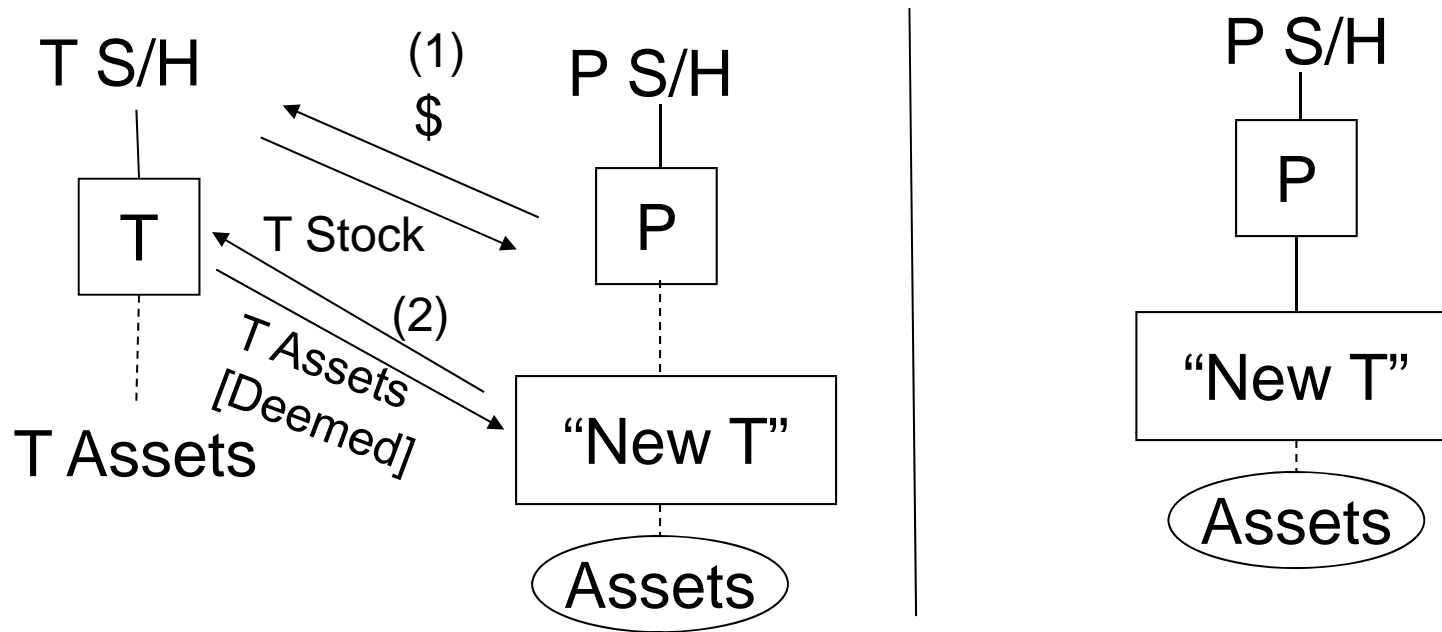 T S/H
(1)
$
P S/H
T
T Stock
P
(2)
T Assets
[Deemed]
T Assets
“New T”
Assets
P S/H
P
“New T”
Assets